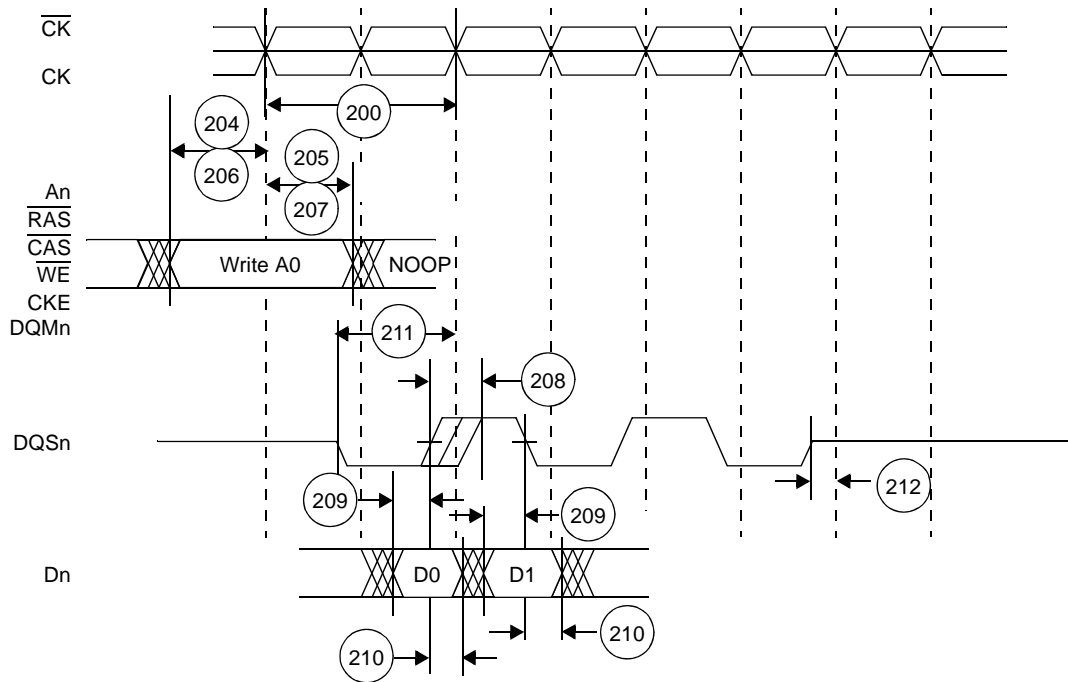 CK
CK
200
204
206
205
207
An
RAS
CAS
WE
CKE
DQMn
Write A0
NOOP
211
208
DQSn
209
209
212
Dn
D0
D1
210
210